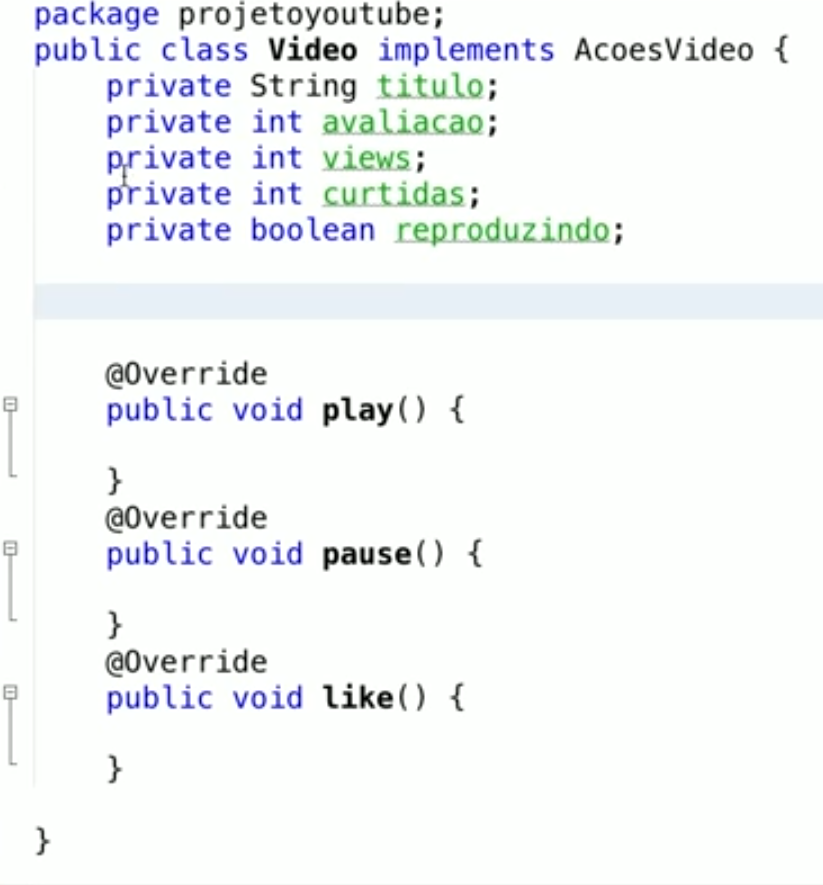 package projetoyoutube;
public class Video implements AcoesVideo {
    private String titulo;
    private int avaliacao;
    private int views;
    private int curtidas;
    private boolean reproduzindo;
    @Override
    public void play() {
    }
    @Override
    public void pause() {
    }
    @Override
    public void like() {
    }
}